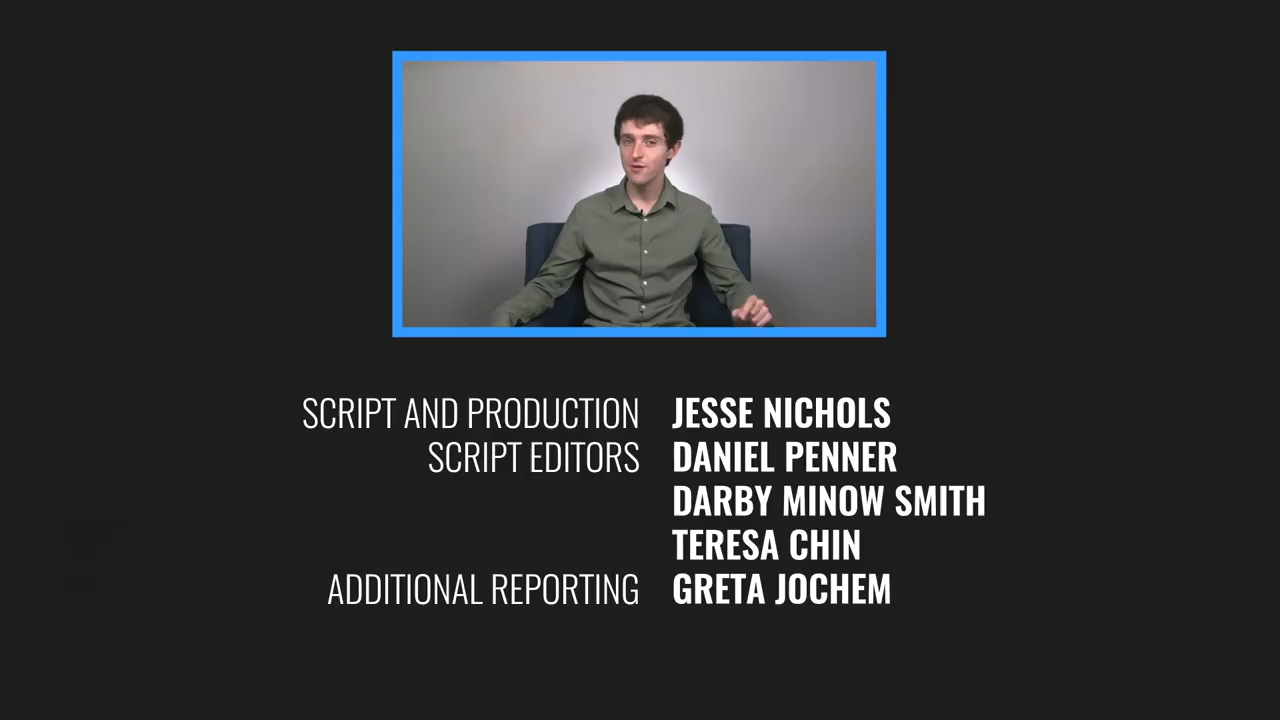 SCRIPT AND PRODUCTION JESSE NICHOLS
SCRIPT EDITORS DANIEL PENNER
DARBY MINOW SMITH
TERESA CHIN
ADDITIONAL REPORTING GRETA JOCHEM